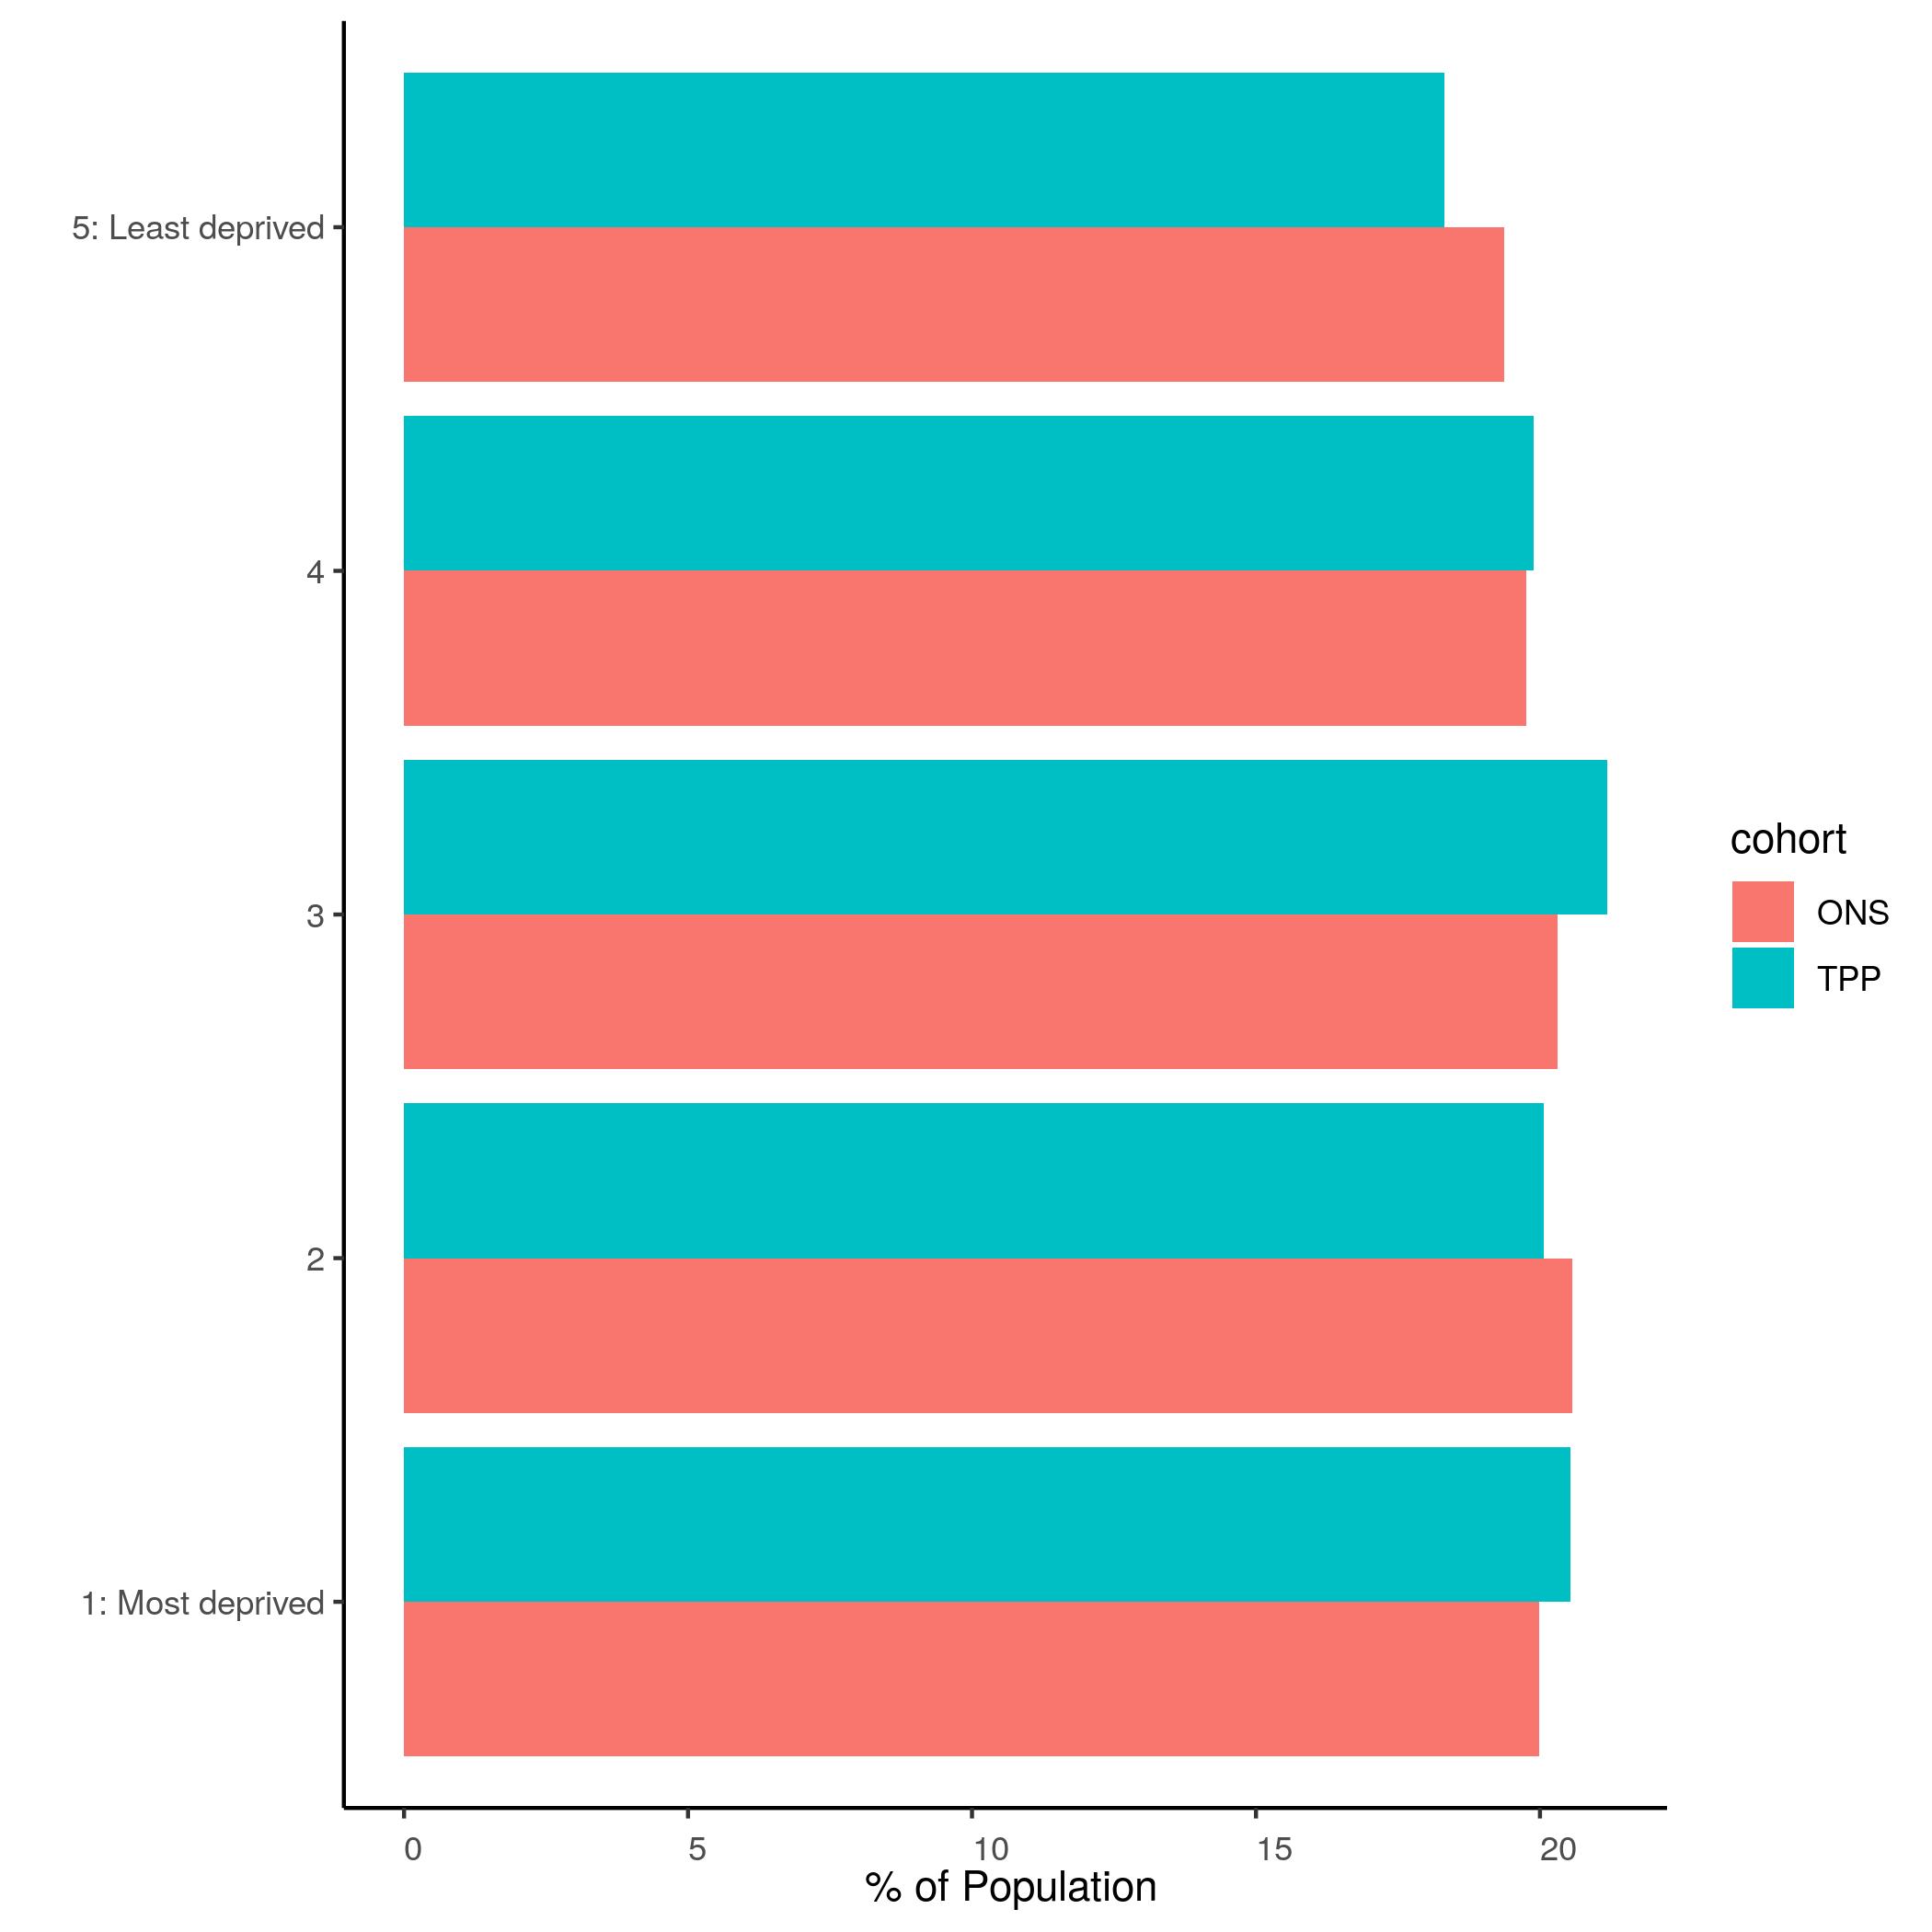 5: Least deprived
4
3
2
1: Most deprived
0 5 10 15 20
% of Population
cohort
ONS
TPP